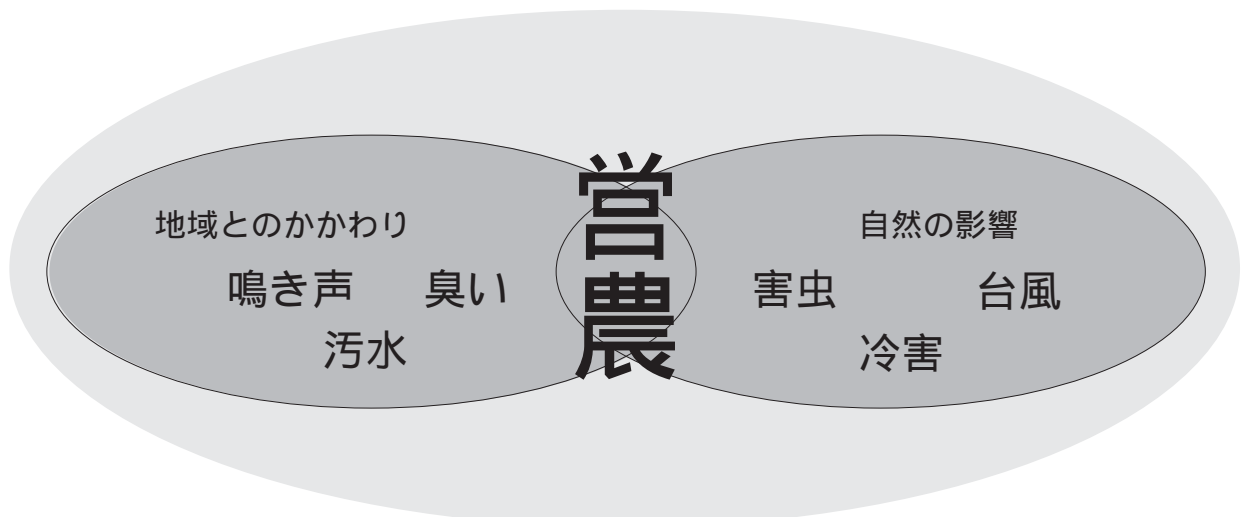 営農
地域とのかかわり
鳴き声 臭い
汚水
自然の影響
害虫 台風
冷害